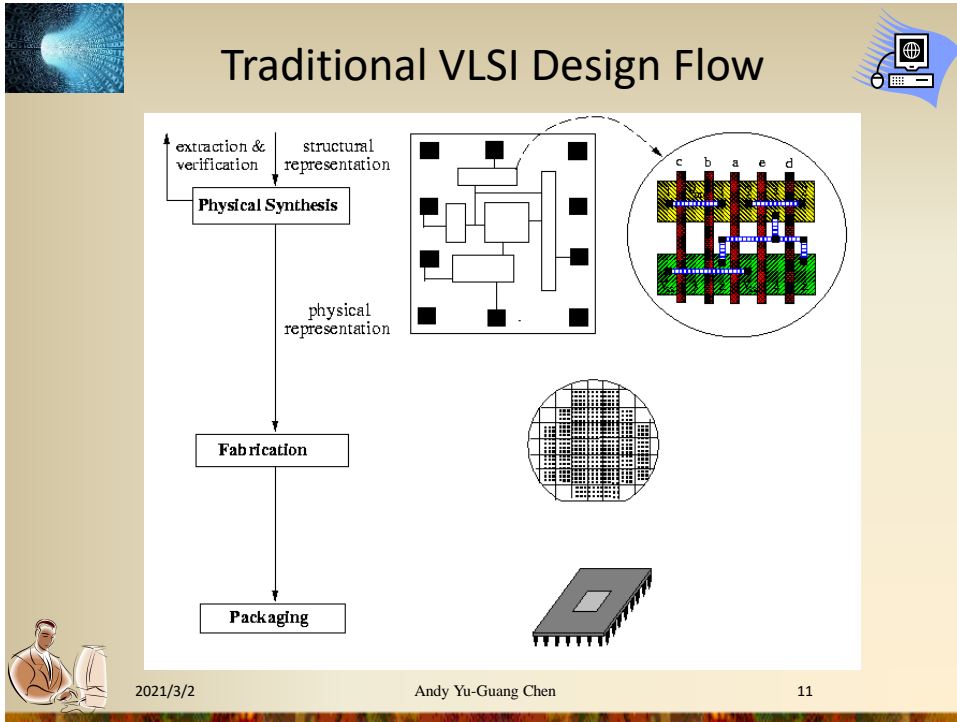 Traditional VLSI Design Flow
extraction &
verification
structural
representation
Physical Synthesis
c b a e d
physical
representation
Fabrication
Packaging
2021/3/2
Andy Yu-Guang Chen
11